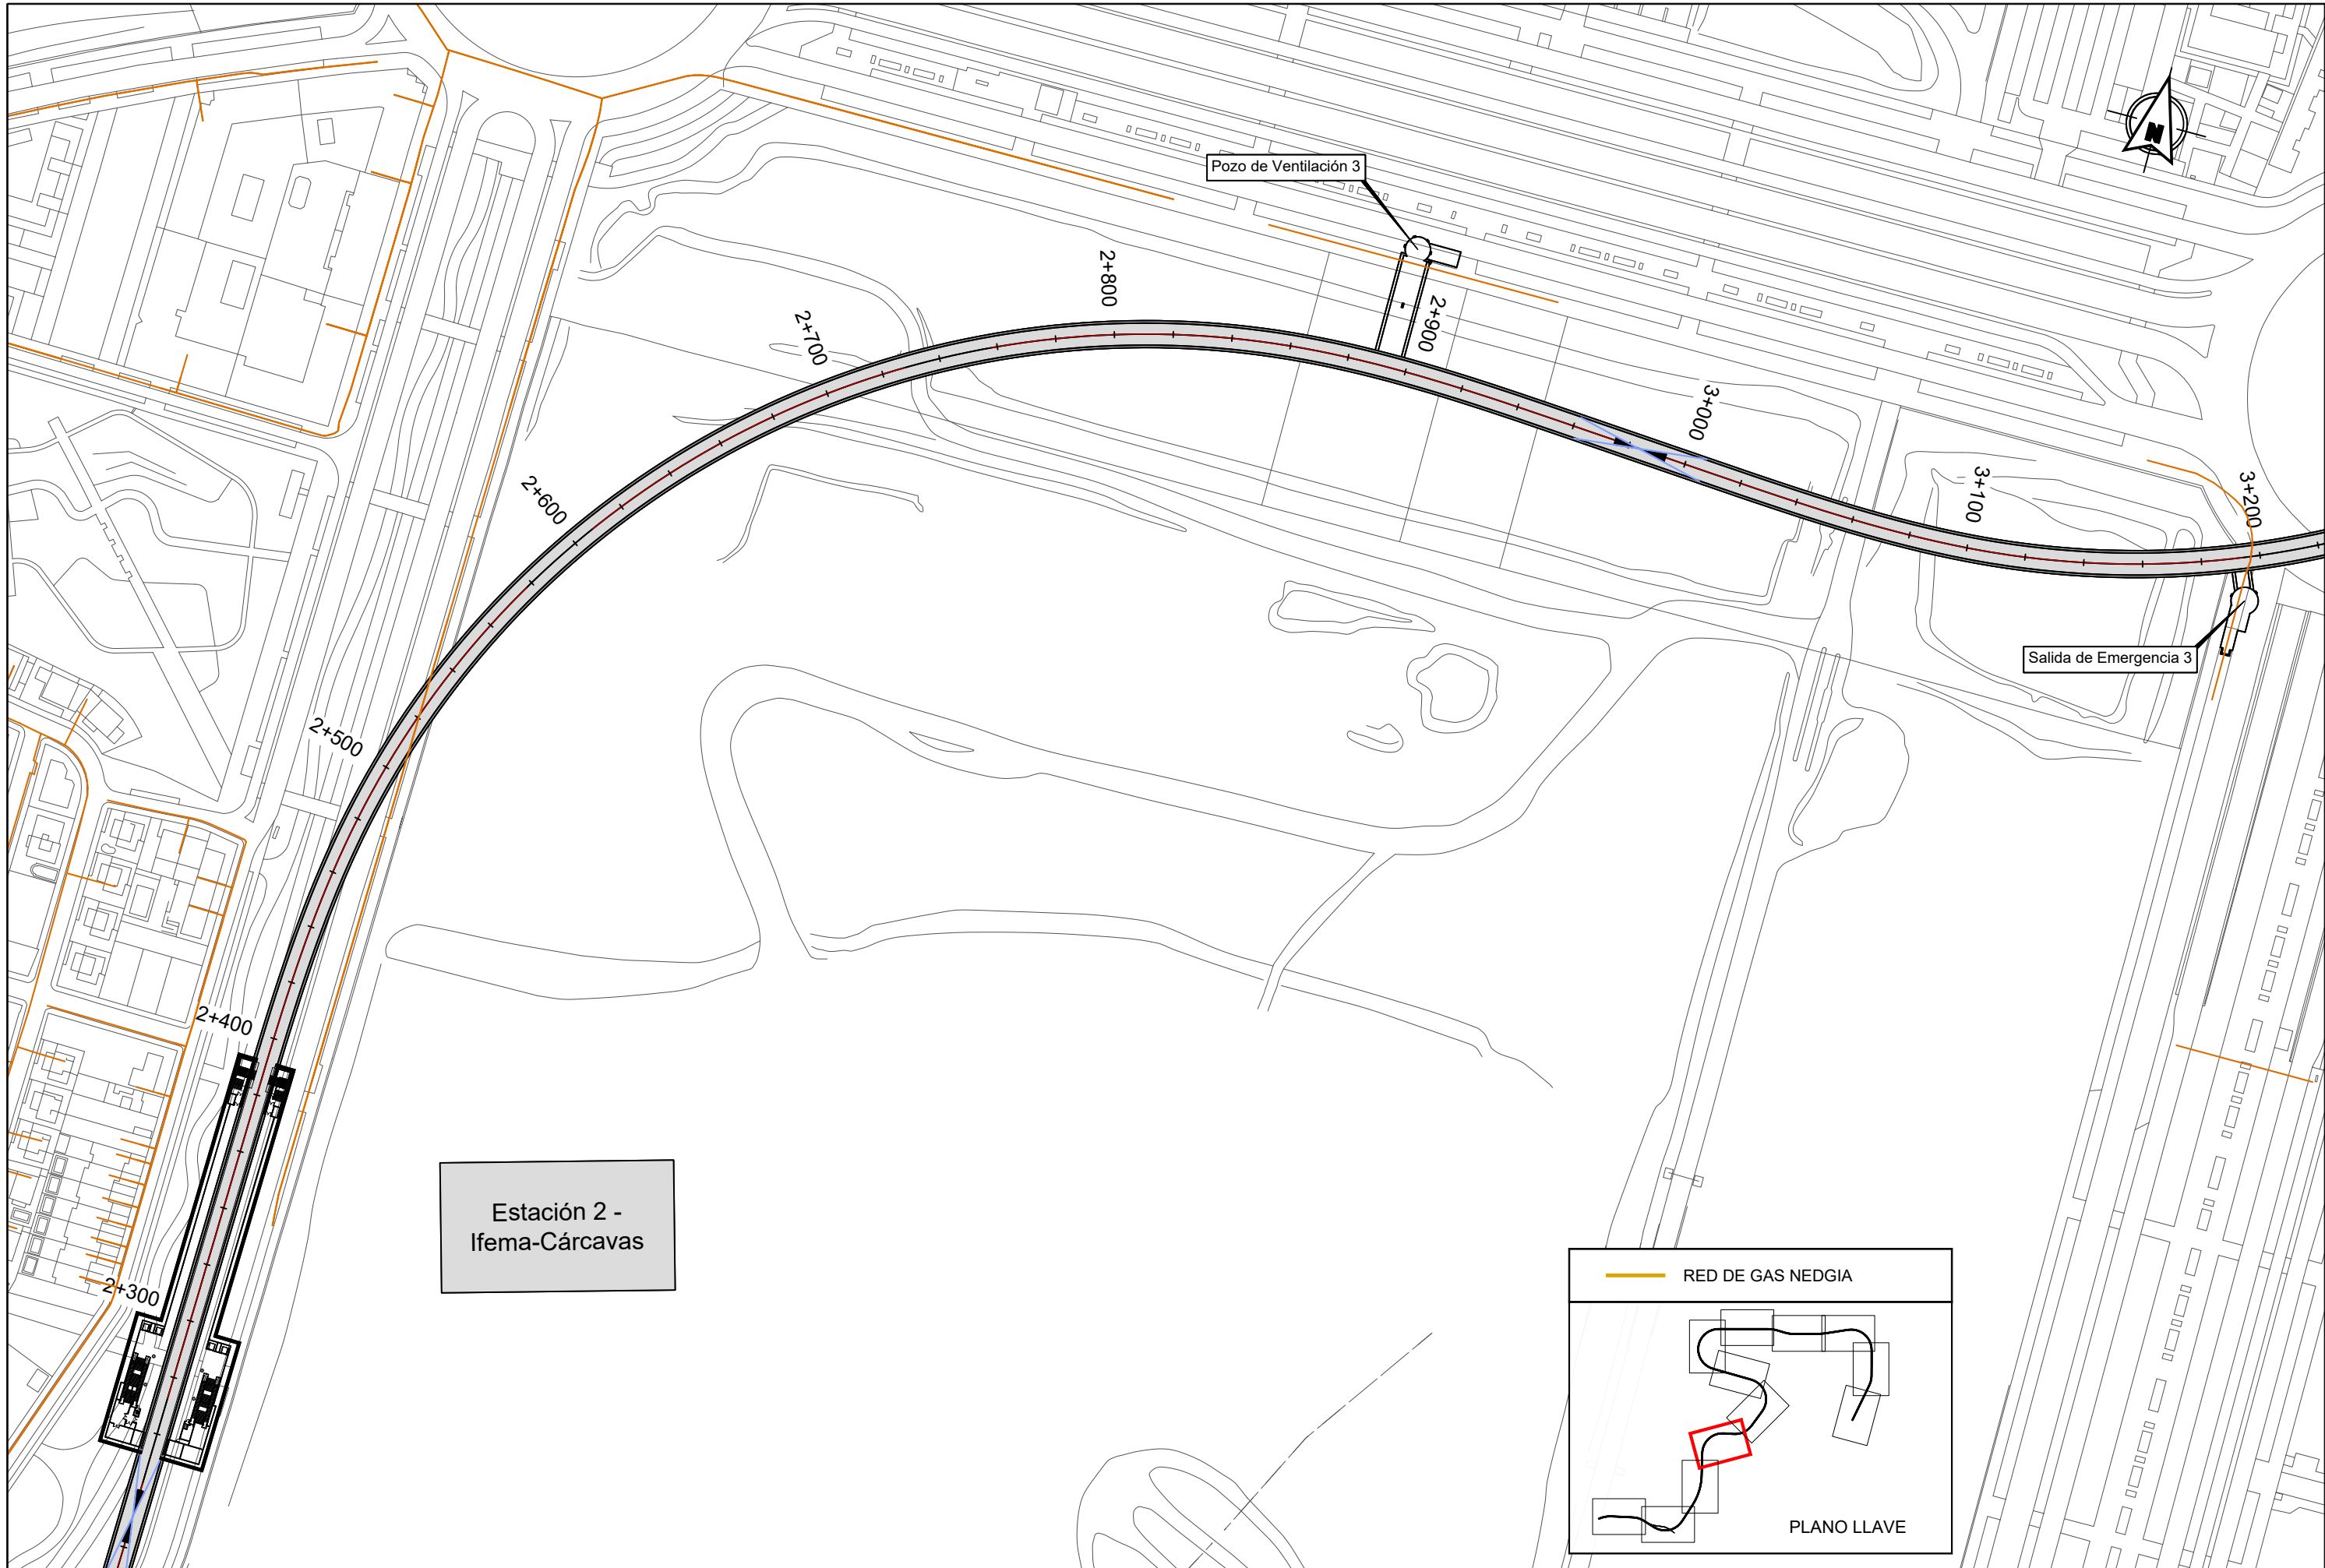 N
Pozo de Ventilación 3
2+800
2+900
2+700
3+000
3+100
3+200
2+600
Salida de Emergencia 3
2+500
2+400
Estación 2 -
Ifema-Cárcavas
2+300
RED DE GAS NEDGIA
PLANO LLAVE